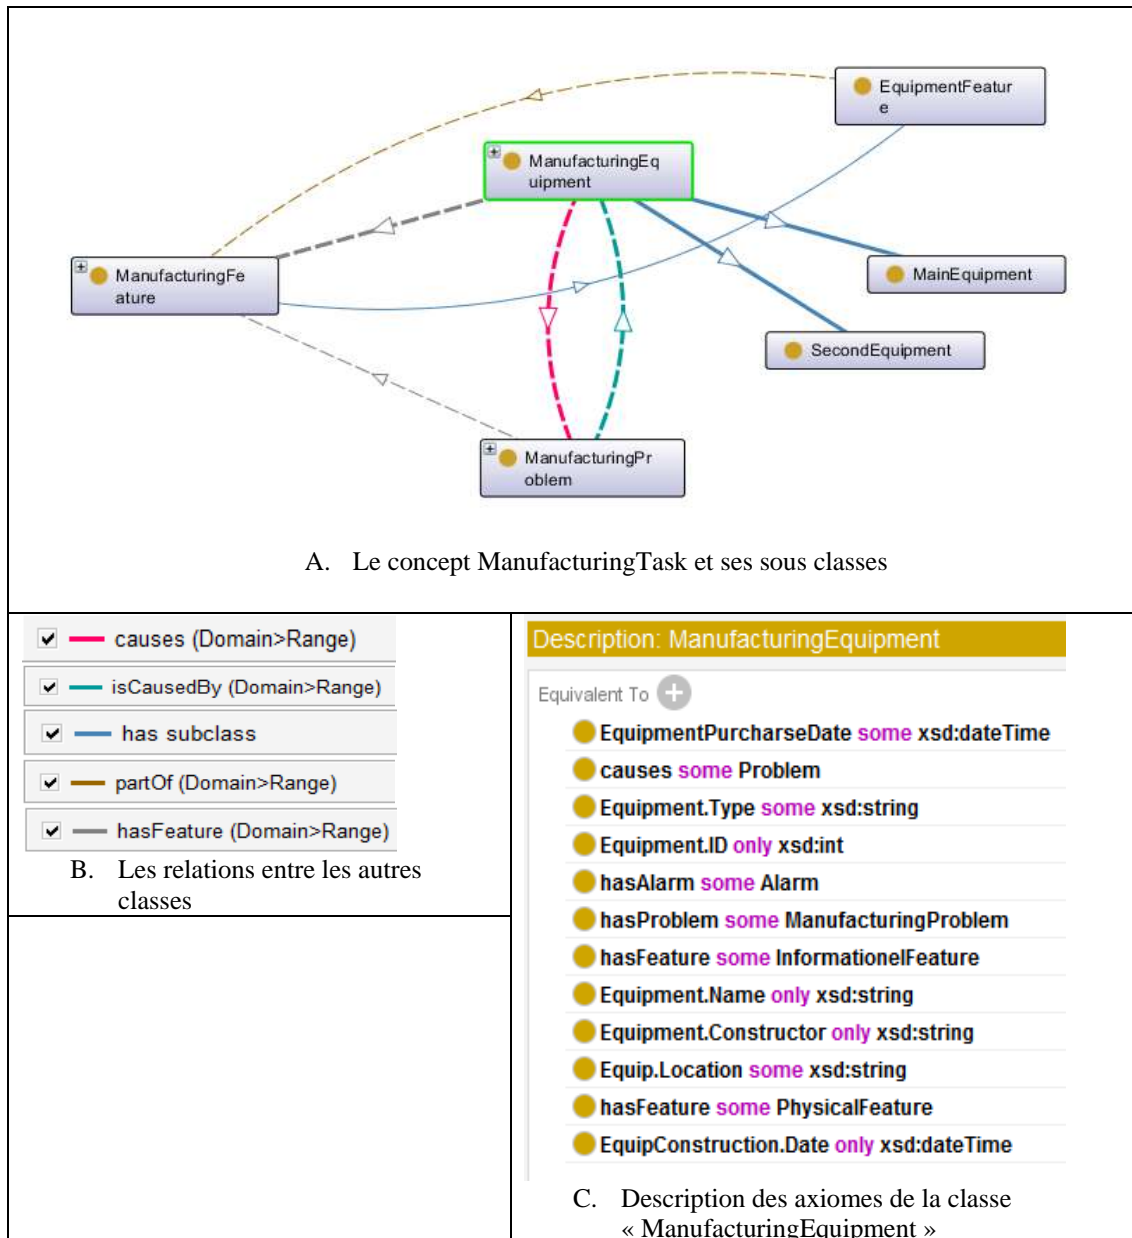 EquipmentFeatur
e
ManufacturingEq
uipment
ManufacturingFe
ature
MainEquipment
SecondEquipment
ManufacturingPr
oblem
A. Le concept ManufacturingTask et ses sous classes
causes (Domain>Range)
isCausedBy (Domain>Range)
has subclass
partOf (Domain>Range)
hasFeature (Domain>Range)
B. Les relations entre les autres
classes
Description: ManufacturingEquipment
Equivalent To
EquipmentPurcharseDate some xsd:dateTime
causes some Problem
Equipment.Type some xsd:string
Equipment.ID only xsd:int
hasAlarm some Alarm
hasProblem some ManufacturingProblem
hasFeature some InformationelFeature
Equipment.Name only xsd:string
Equipment.Constructor only xsd:string
Equip.Location some xsd:string
hasFeature some PhysicalFeature
EquipConstruction.Date only xsd:dateTime
C. Description des axiomes de la classe
« ManufacturingEquipment »